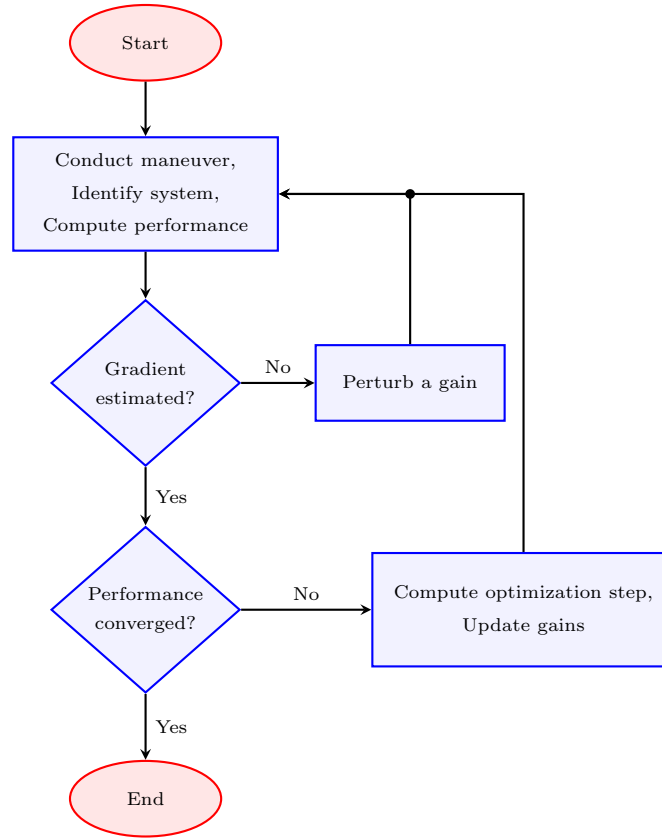 Start
Conduct maneuver,
Identify system,
Compute performance
Gradient
estimated?
No
Perturb a gain
Yes
Performance
converged?
No
Compute optimization step,
Update gains
Yes
End